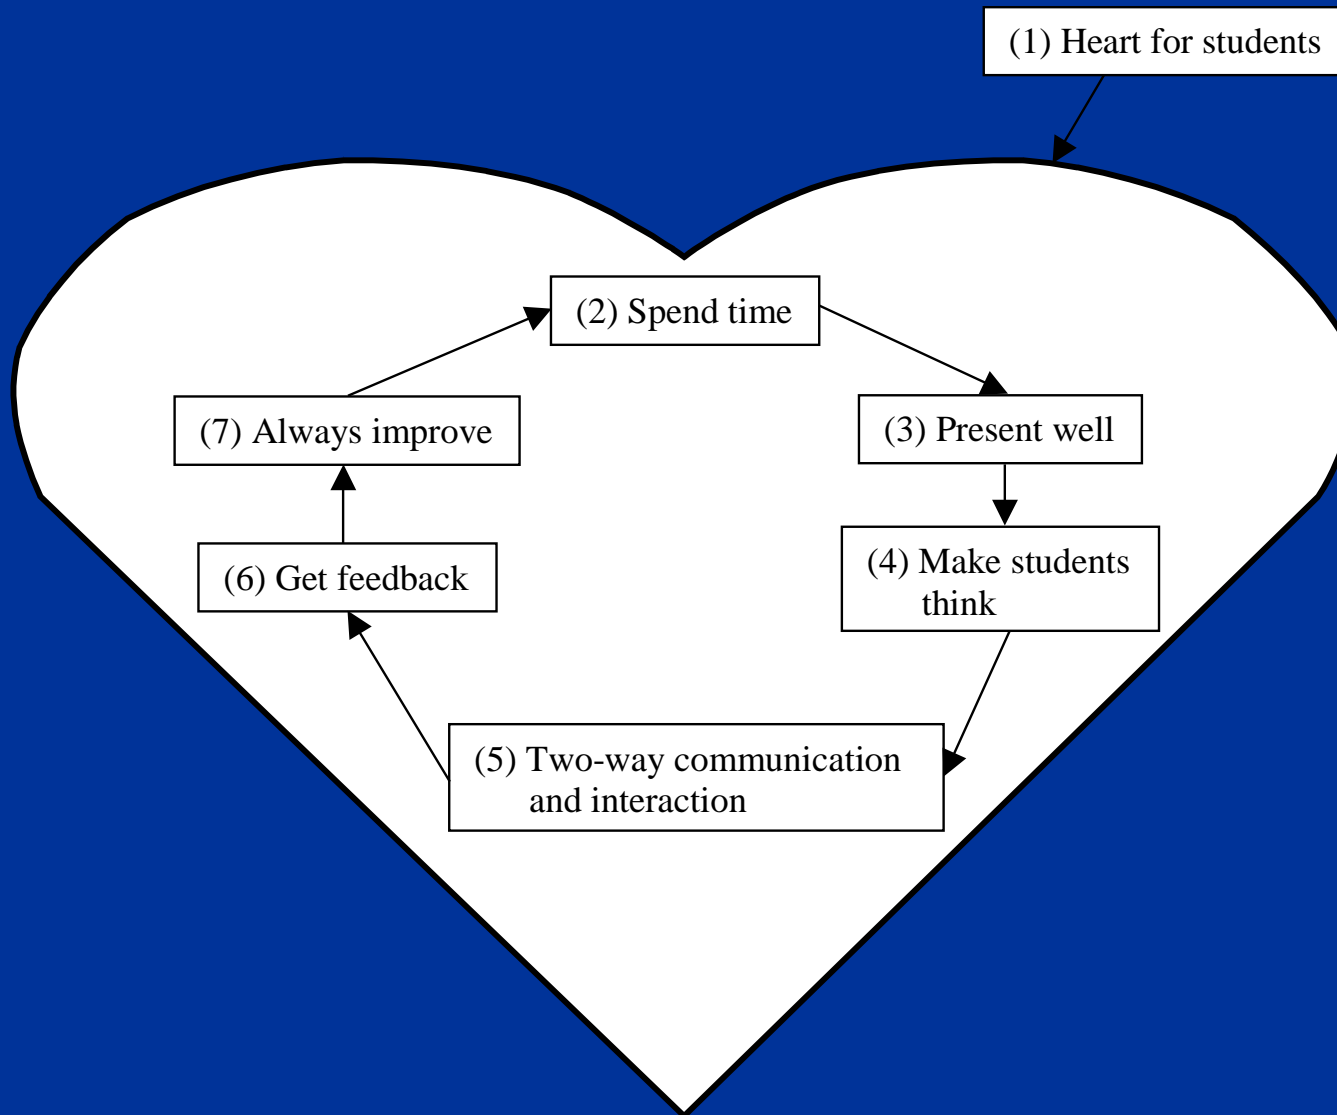 (1) Heart for students
(2) Spend time
(3) Present well
(4) Make students
think
(5) Two-way communication
and interaction
(6) Get feedback
(7) Always improve